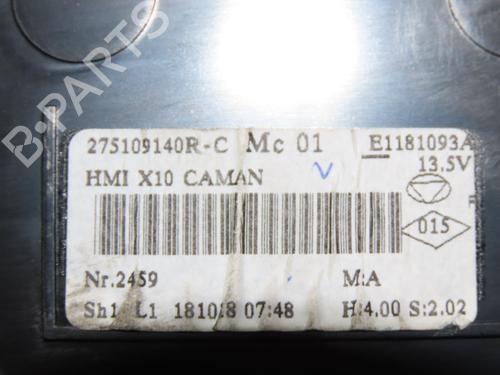 B-PARTS
275109140R-C Mc 01 E1181093A
13.5V
HMI X10 CAMAN
015
Nr.2459 M:A
Sh1 L1 181018 07:48 H:4.00 S:2.02